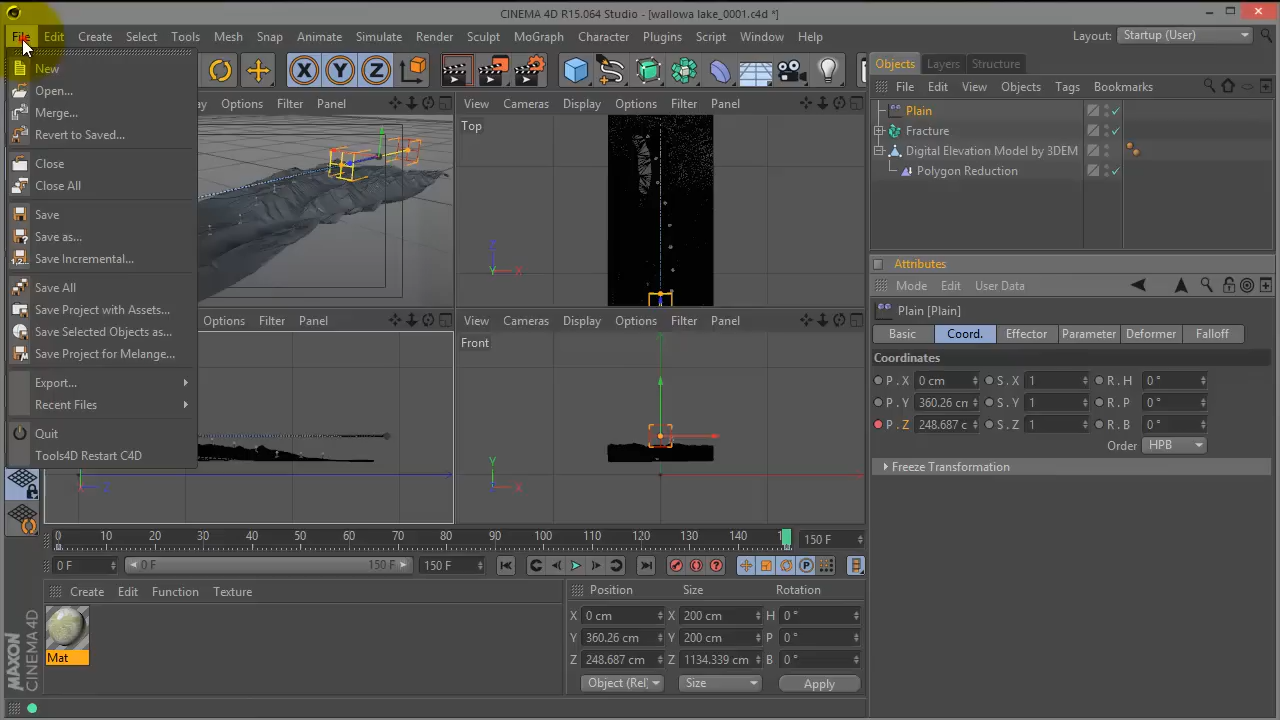 CINEMA 4D R15.064 Studio - [wallowa lake_0001.c4d *]
File Edit Create Select Tools Mesh Snap Animate Simulate Render Sculpt MoGraph Character Plugins Script Window Help
Layout: Startup (User)
New
Open...
Merge...
Revert to Saved...
Close
Close All
Save
Save as...
Save Incremental...
Save All
Save Project with Assets...
Save Selected Objects as...
Save Project for Melange...
Export...
Recent Files
Quit
Tools4D Restart C4D
Options Filter Panel
View Cameras Display Options Filter Panel
Top
Options Filter Panel
View Cameras Display Options Filter Panel
Front
Objects Layers Structure
File Edit View Objects Tags Bookmarks
Plain
Fracture
Digital Elevation Model by 3DEM
Polygon Reduction
Attributes
Mode Edit User Data
Plain [Plain]
Basic Coord. Effector Parameter Deformer Falloff
Coordinates
P . X 0 cm S . X 1 R . H 0 °
P . Y 360.26 cm S . Y 1 R . P 0 °
P . Z 248.687 c S . Z 1 R . B 0 °
Order HPB
Freeze Transformation
0 10 20 30 40 50 60 70 80 90 100 110 120 130 140 150 F
0 F 0 F 150 F 150 F
Create Edit Function Texture
Mat
Position Size Rotation
X 0 cm X 200 cm H 0 °
Y 360.26 cm Y 200 cm P 0 °
Z 248.687 cm Z 1134.339 cm B 0 °
Object (Rel) Size Apply
MAXON
CINEMA 4D